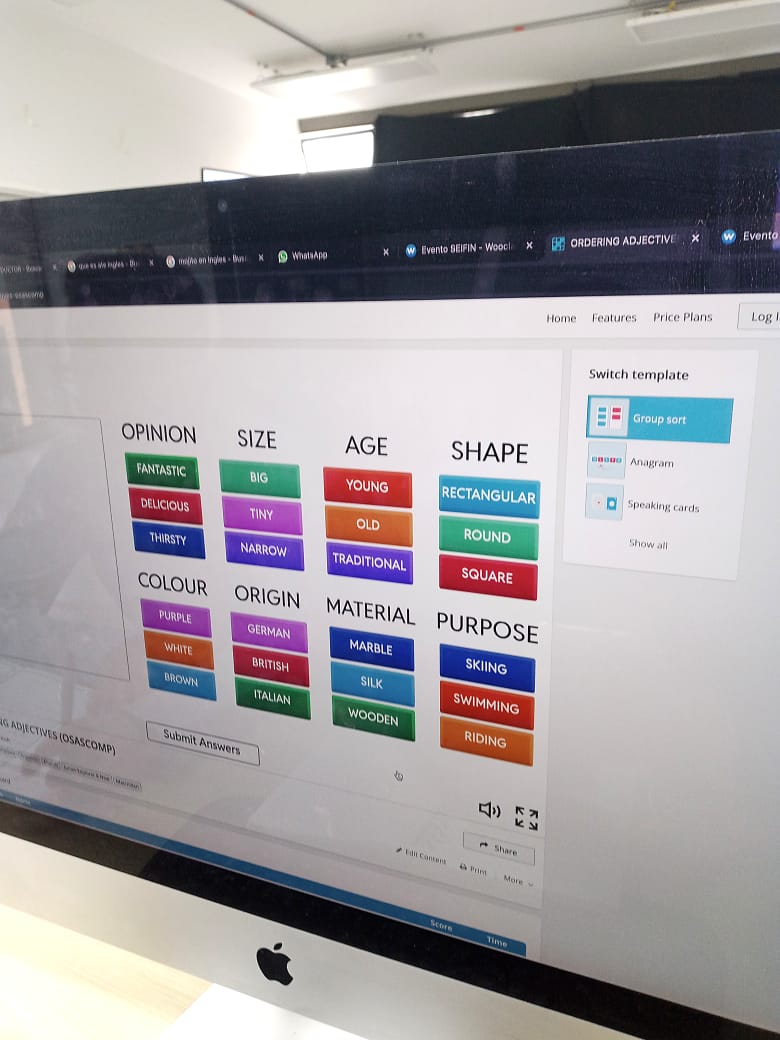 que es ale ingles - Bu
mojito en ingles - Bus
WhatsApp
Evento SEIFIN - Woocl
ORDERING ADJECTIVE
Evento
Home Features Price Plans Log I
Switch template
Group sort
Anagram
Speaking cards
Show all
OPINION
FANTASTIC
DELICIOUS
THIRSTY
SIZE
BIG
TINY
NARROW
AGE
YOUNG
OLD
TRADITIONAL
SHAPE
RECTANGULAR
ROUND
SQUARE
COLOUR
PURPLE
WHITE
BROWN
ORIGIN
GERMAN
BRITISH
ITALIAN
MATERIAL
MARBLE
SILK
WOODEN
PURPOSE
SKIING
SWIMMING
RIDING
Submit Answers
NG ADJECTIVES (OSASCOMP)
Share
Edit Content Print More
Score Time